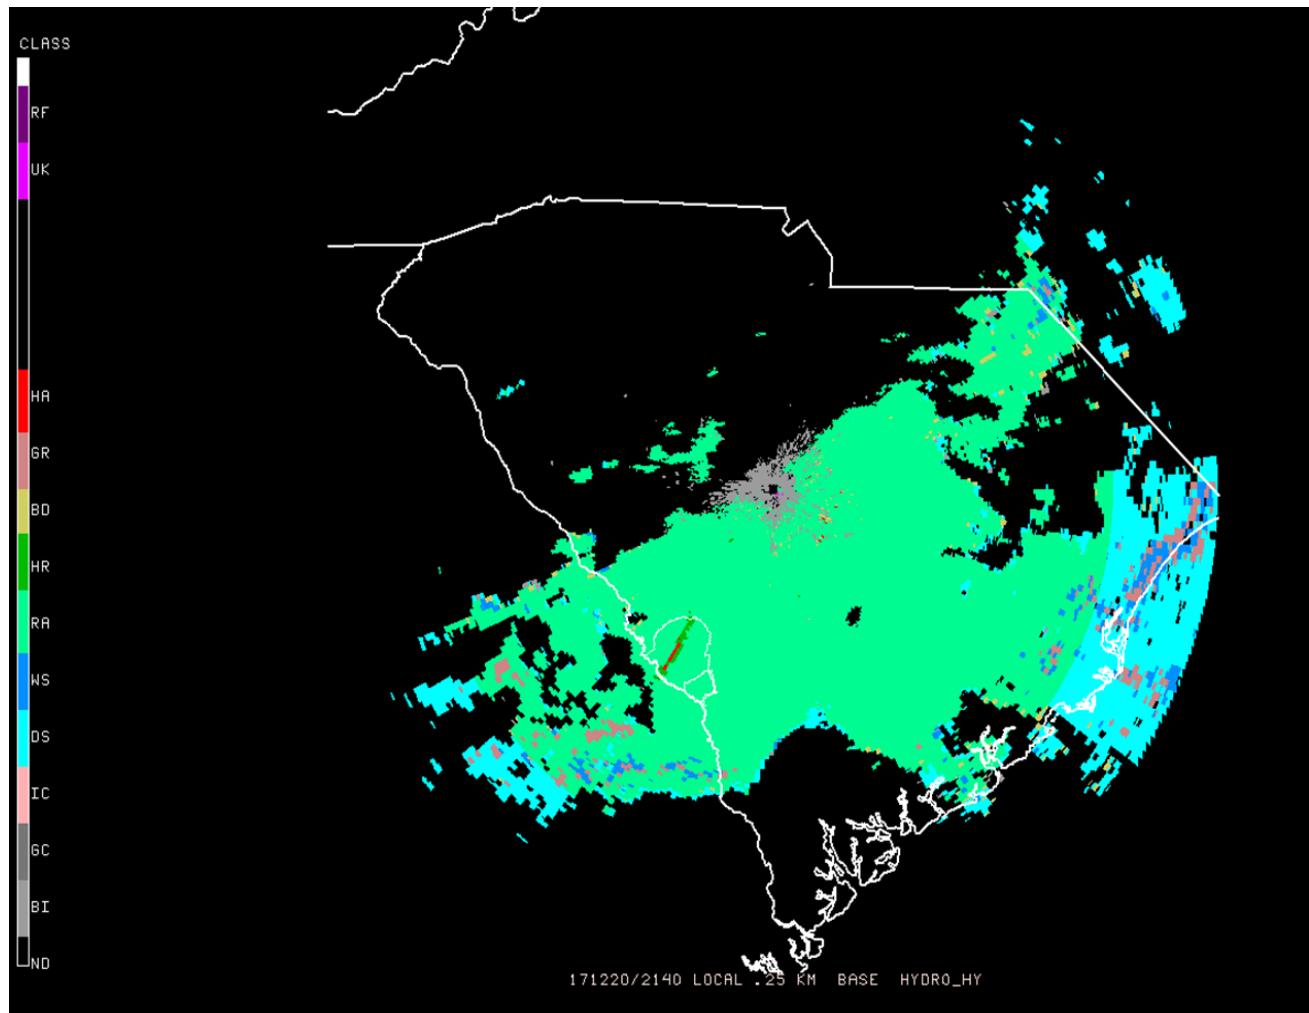 CLASS
RF
UK
HA
GR
BD
HR
RA
WS
DS
IC
GC
BI
ND
171220/2140 LOCAL .25 KM BASE HYDRO_HY